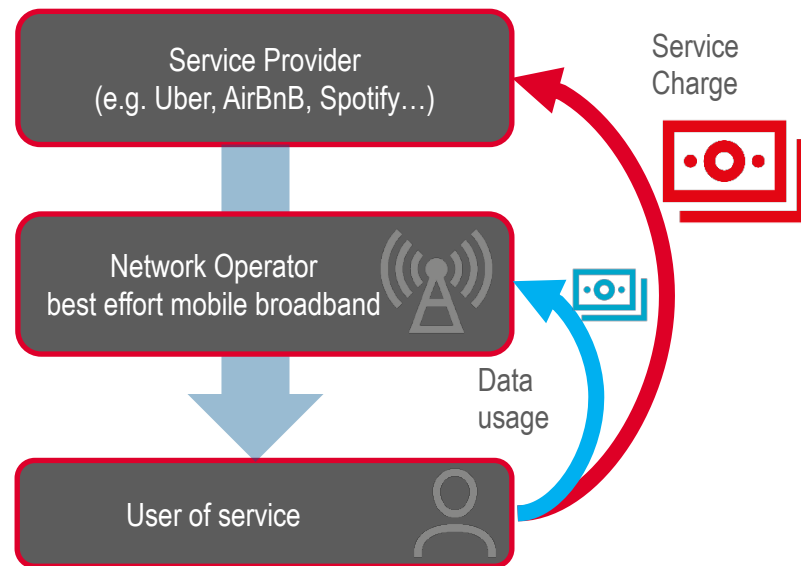 Service Provider
(e.g. Uber, AirBnB, Spotify…)
Service
Charge
Network Operator
best effort mobile broadband
Data
usage
User of service